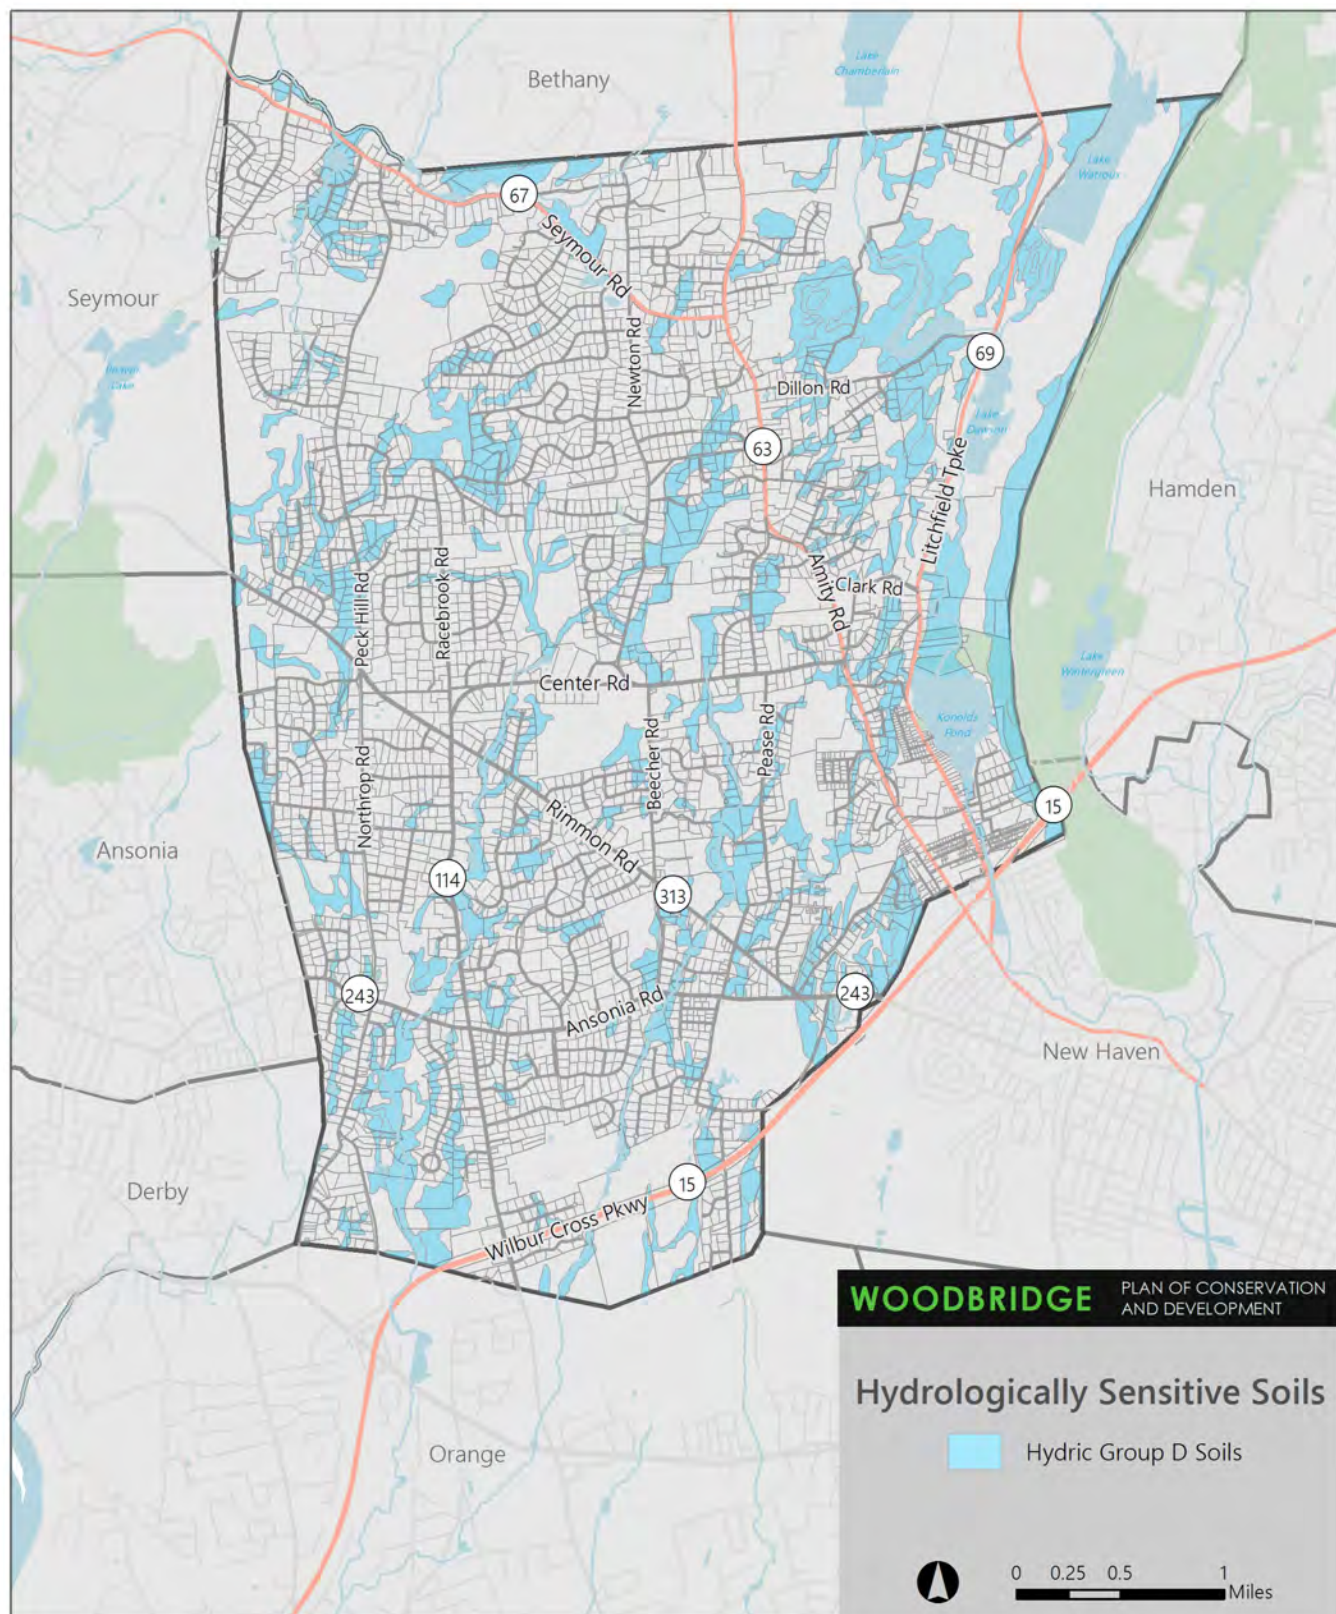 Bethany
Lake
Chamberlain
67
Seymour Rd
Lake
Watrous
Seymour
Newton Rd
69
Dillon Rd
Lake
Dawson
63
Hamden
Litchfield Tpke
Peck Hill Rd
Racebrook Rd
Amity Rd
Clark Rd
Center Rd
Lake
Wintergreen
Konolds
Pond
Northrop Rd
Beecher Rd
Pease Rd
15
Rimmon Rd
Ansonia
114
313
243
243
Ansonia Rd
New Haven
Derby
15
Wilbur Cross Pkwy
WOODBRIDGE
PLAN OF CONSERVATION
AND DEVELOPMENT
Hydrologically Sensitive Soils
Hydric Group D Soils
Orange
0 0.25 0.5 1
Miles